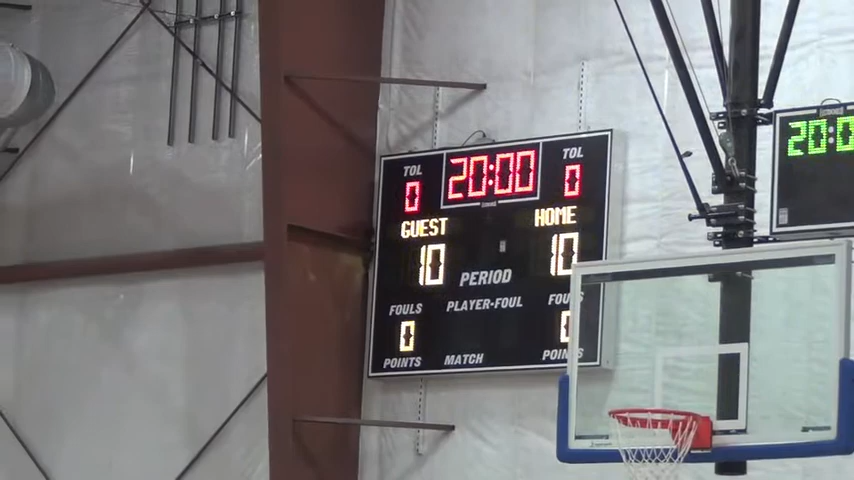 TOL 20:00 TOL
0 0
GUEST HOME
10 10
PERIOD
FOULS PLAYER-FOUL FOULS
0 0
POINTS MATCH POINTS
20:0